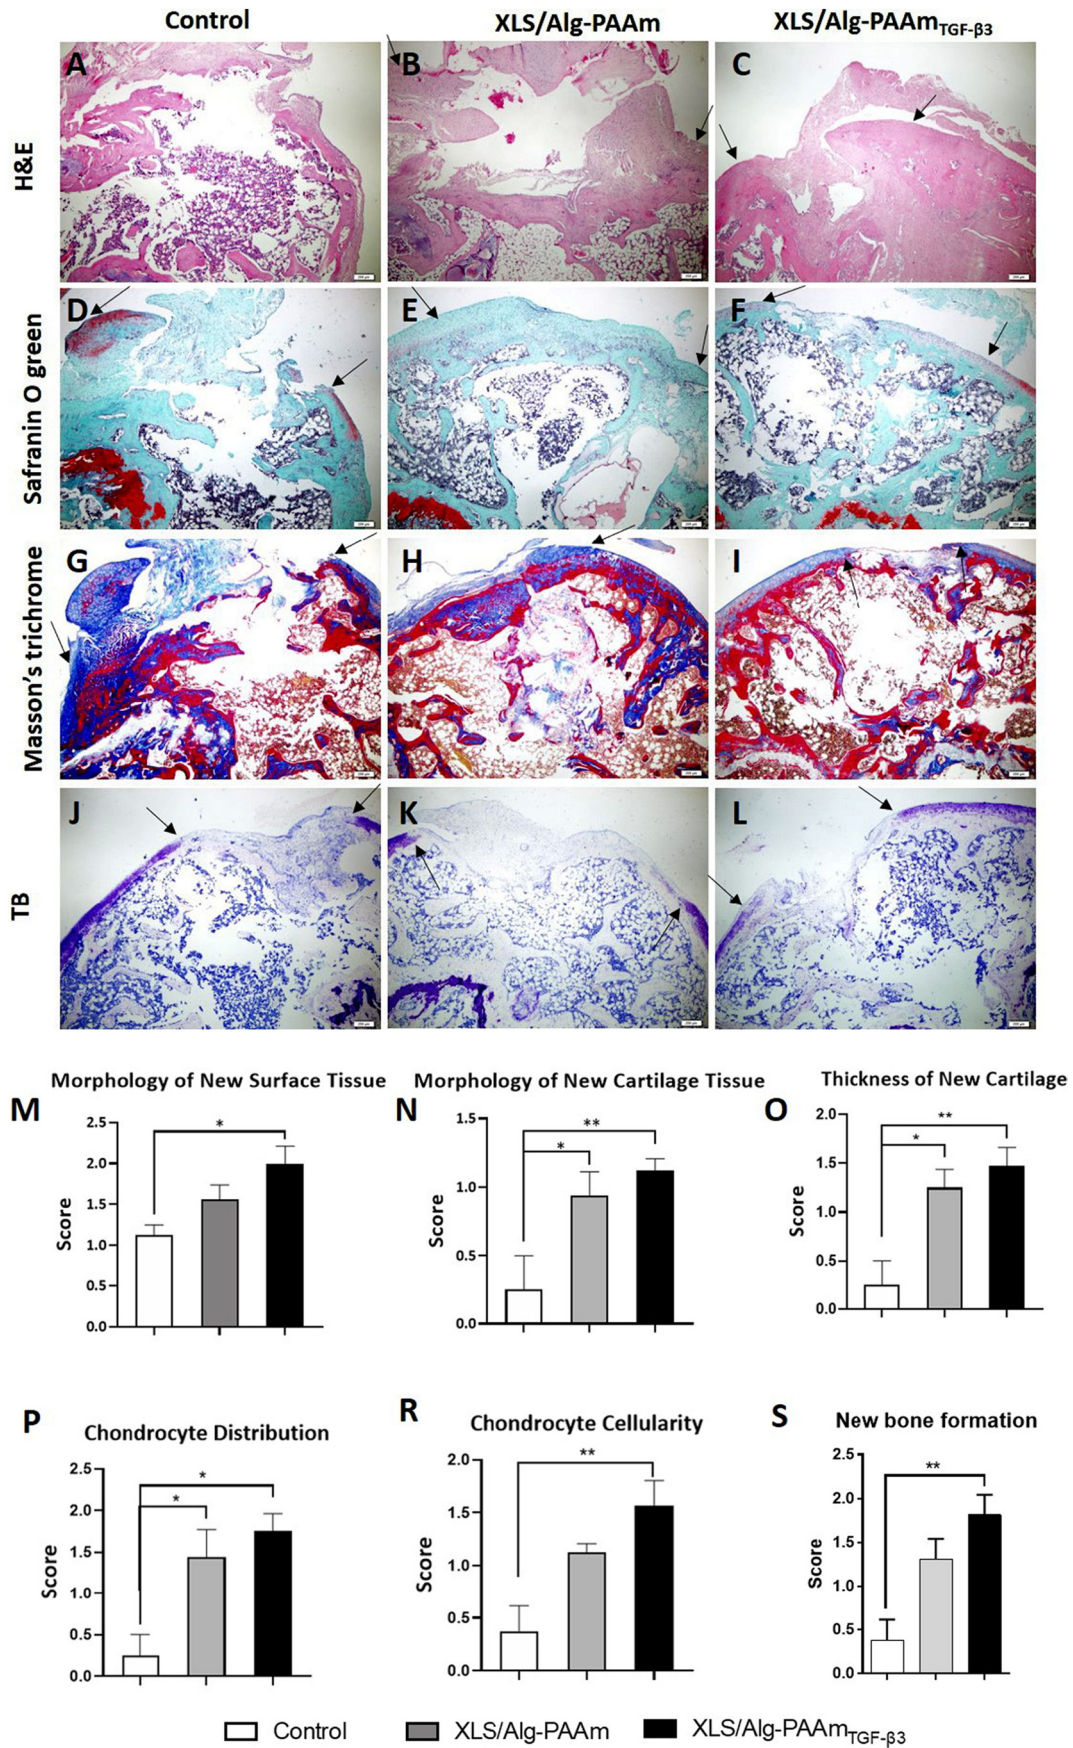 Control XLS/Alg-PAAm XLS/Alg-PAAmTGF-β3
H&E
A B C
Safranin O green
D E F
Masson's trichrome
G H I
TB
J K L
M Morphology of New Surface Tissue
Score
2.5
2.0
1.5
1.0
0.5
0.0
*
N Morphology of New Cartilage Tissue
Score
1.5
1.0
0.5
0.0
**
*
O Thickness of New Cartilage
Score
2.0
1.5
1.0
0.5
0.0
**
*
P Chondrocyte Distribution
Score
2.5
2.0
1.5
1.0
0.5
0.0
*
*
R Chondrocyte Cellularity
Score
2.0
1.5
1.0
0.5
0.0
**
S New bone formation
Score
2.5
2.0
1.5
1.0
0.5
0.0
**
Control XLS/Alg-PAAm XLS/Alg-PAAmTGF-β3